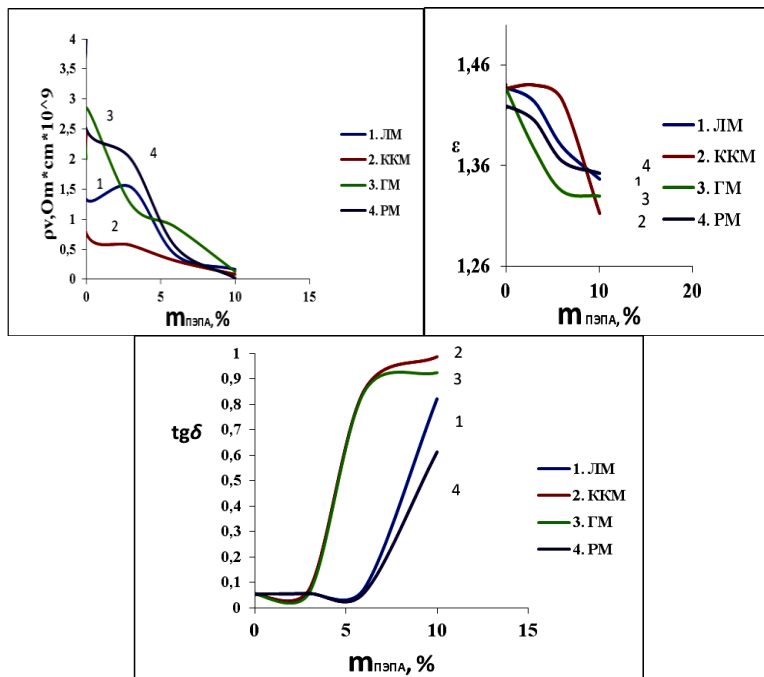 4
3,5
3
2,5
2
1,5
1
0,5
0
ρv,Om*cm*10^9
3
4
1
2
1. ЛМ
2. ККМ
3. ГМ
4. РМ
0 5 10 15
m ПЭПА, %
m
1,46
1,36
1,26
ε
1. ЛМ
2. ККМ
3. ГМ
4. РМ
4
1
3
2
0 10 20
m ПЭПА, %
1
0,9
0,8
0,7
0,6
0,5
0,4
0,3
0,2
0,1
0
tgδ
2
3
1
4
1. ЛМ
2. ККМ
3. ГМ
4. РМ
0 5 10 15
m ПЭПА, %